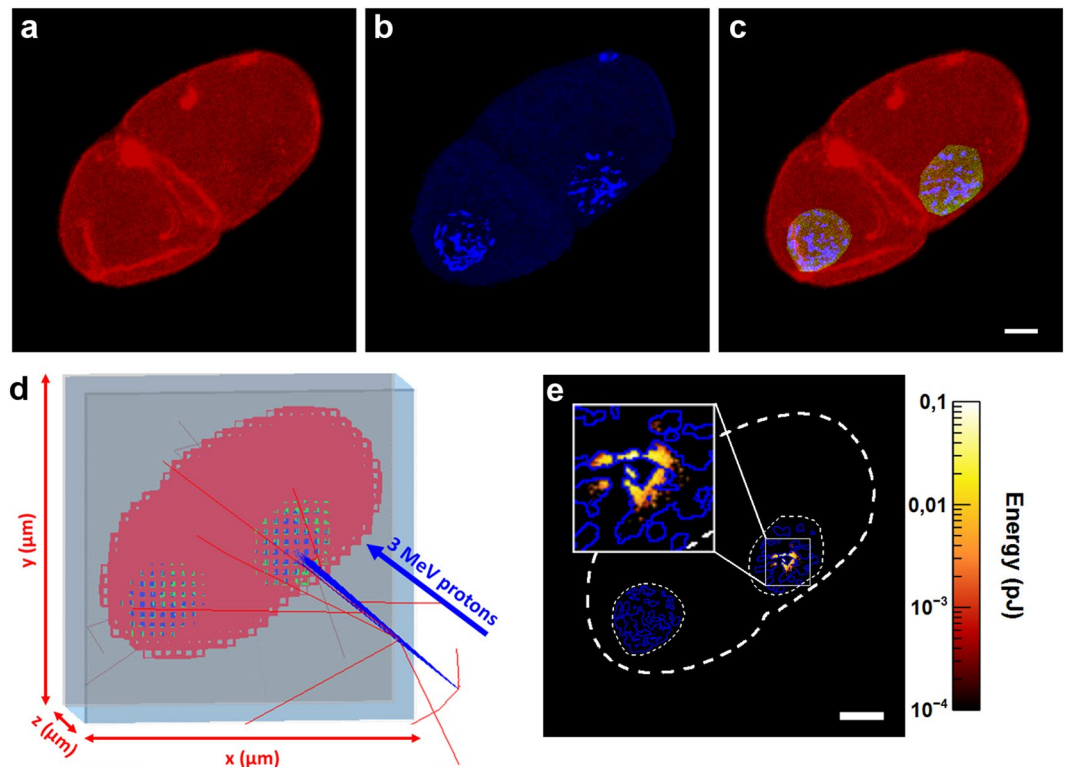 a
b
c
d
y (µm)
z (µm)
x (µm)
3 MeV protons
e
0,1
0,01
10⁻³
10⁻⁴
Energy (pJ)